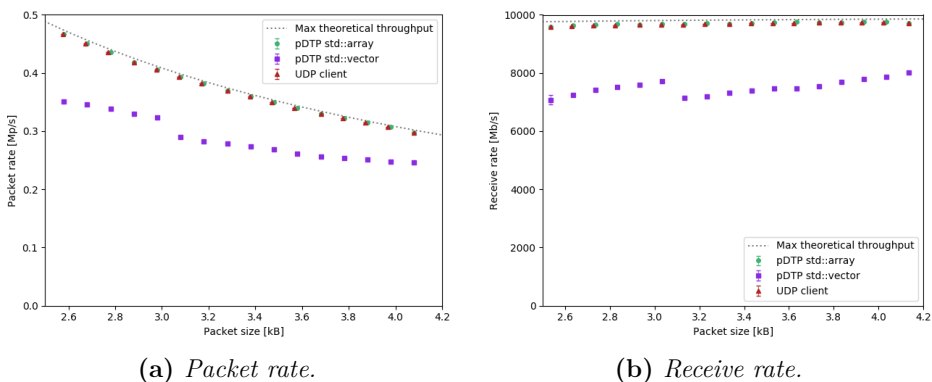 0.5
0.4
0.3
0.2
0.1
0.0
Packet rate [Mp/s]
2.6 2.8 3.0 3.2 3.4 3.6 3.8 4.0 4.2
Packet size [kB]
Max theoretical throughput
pDTP std::array
pDTP std::vector
UDP client
(a) Packet rate.
10000
8000
6000
4000
2000
0
Receive rate [Mb/s]
2.6 2.8 3.0 3.2 3.4 3.6 3.8 4.0 4.2
Packet size [kB]
Max theoretical throughput
pDTP std::array
pDTP std::vector
UDP client
(b) Receive rate.